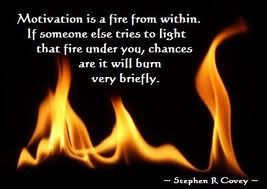 Motivation is a fire from within.
If someone else tries to light
that fire under you, chances
are it will burn
very briefly.
~ Stephen R Covey ~